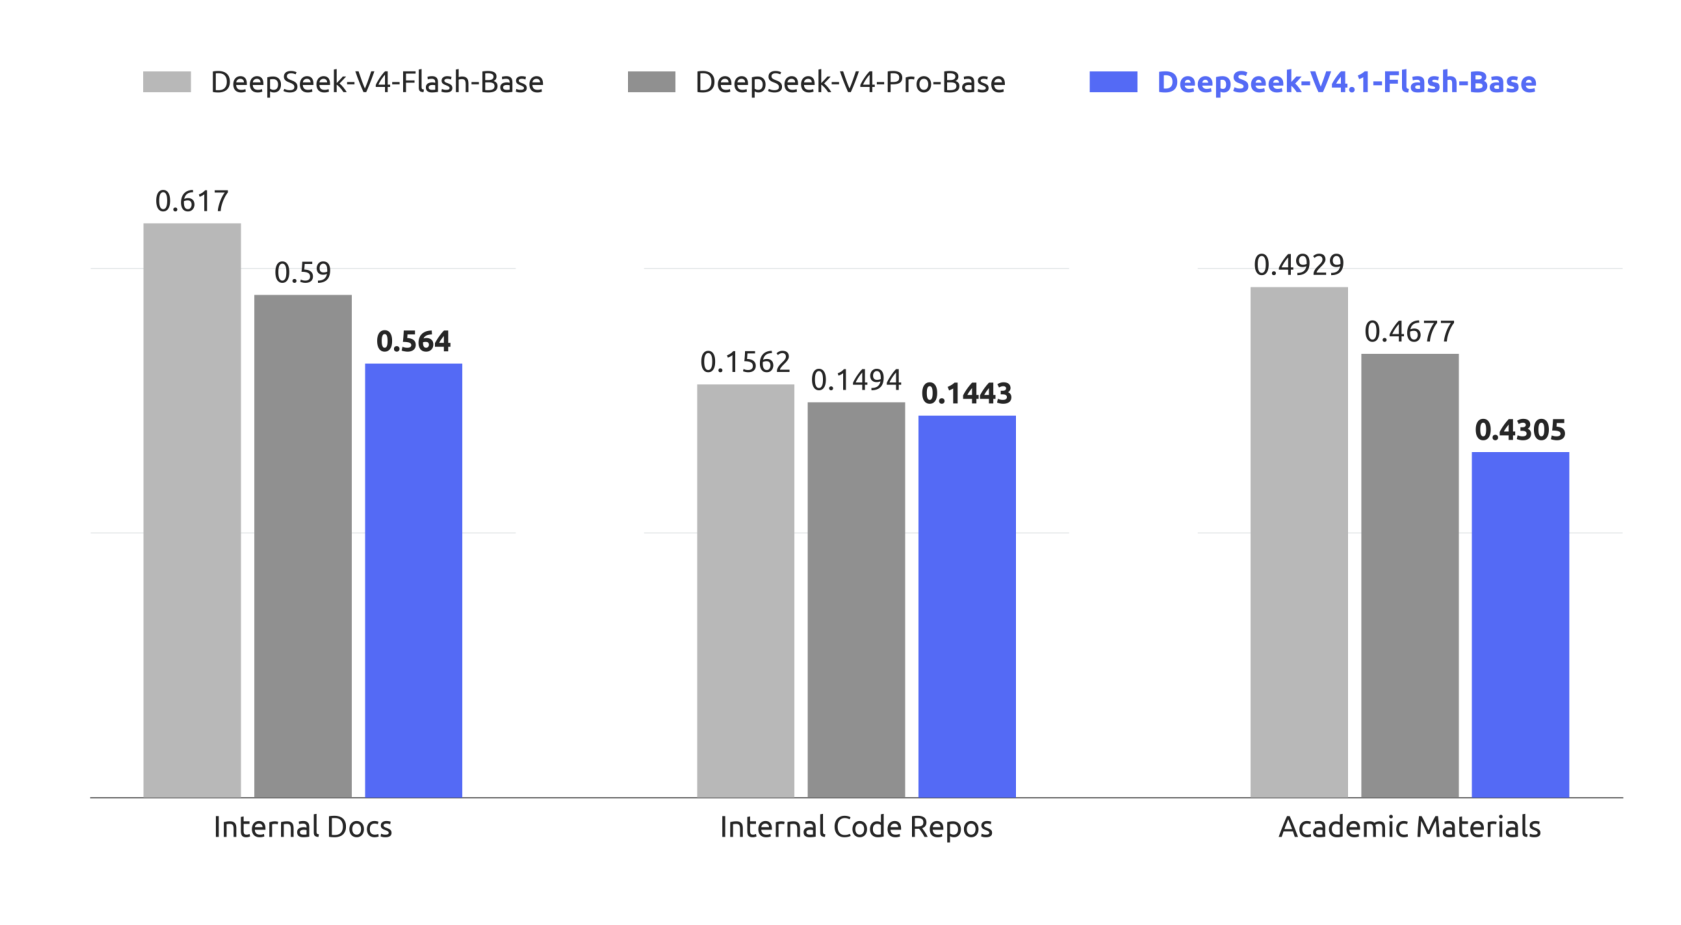 DeepSeek-V4-Flash-Base
DeepSeek-V4-Pro-Base
DeepSeek-V4.1-Flash-Base
0.617
0.59
0.564
0.1562
0.1494
0.1443
0.4929
0.4677
0.4305
Internal Docs
Internal Code Repos
Academic Materials